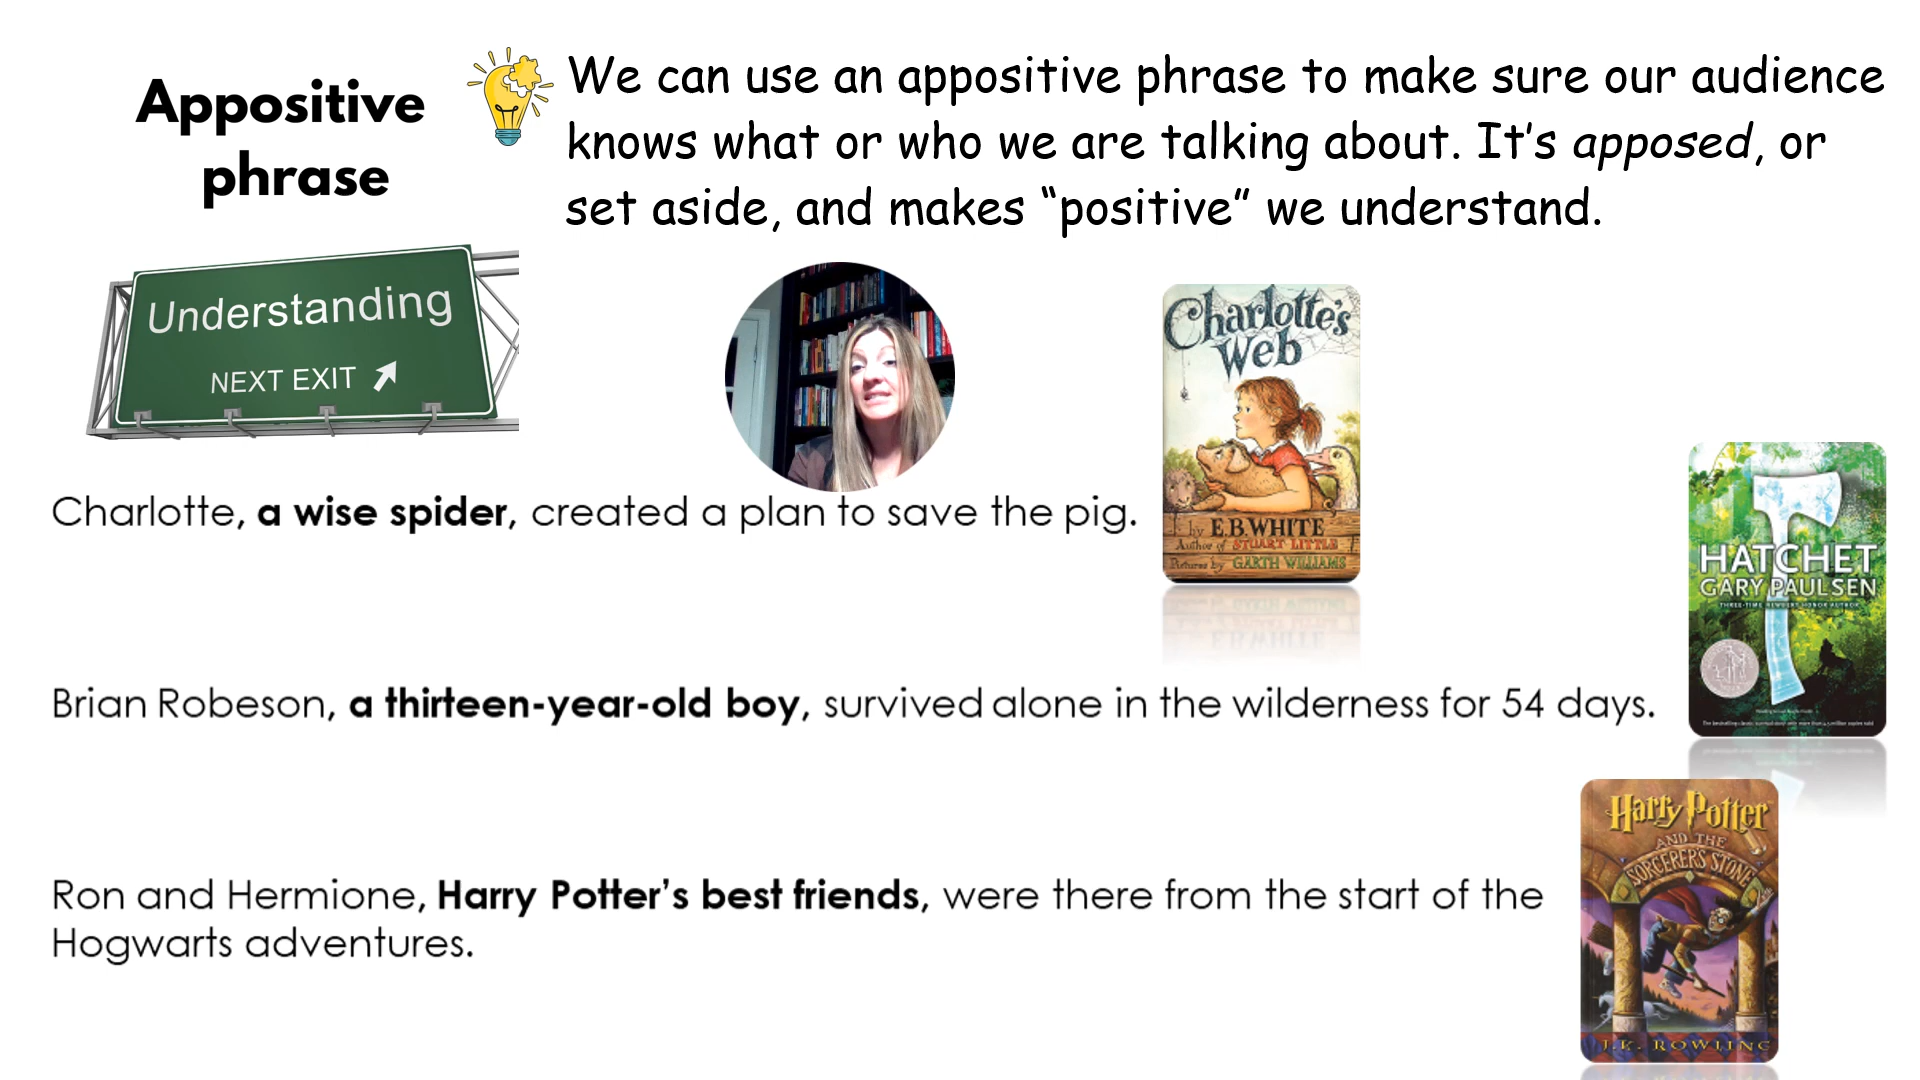 Appositive
phrase
We can use an appositive phrase to make sure our audience
knows what or who we are talking about. It's apposed, or
set aside, and makes “positive” we understand.
Understanding
NEXT EXIT
Charlotte's
Web
by E.B. WHITE
Author of STUART LITTLE
Pictures by GARTH WILLIAMS
Charlotte, a wise spider, created a plan to save the pig.
HATCHET
GARY PAULSEN
THREE-TIME NEWBERY HONOR AUTHOR
Brian Robeson, a thirteen-year-old boy, survived alone in the wilderness for 54 days.
Harry Potter
AND THE
SORCERER'S STONE
J.K. ROWLING
Ron and Hermione, Harry Potter's best friends, were there from the start of the
Hogwarts adventures.